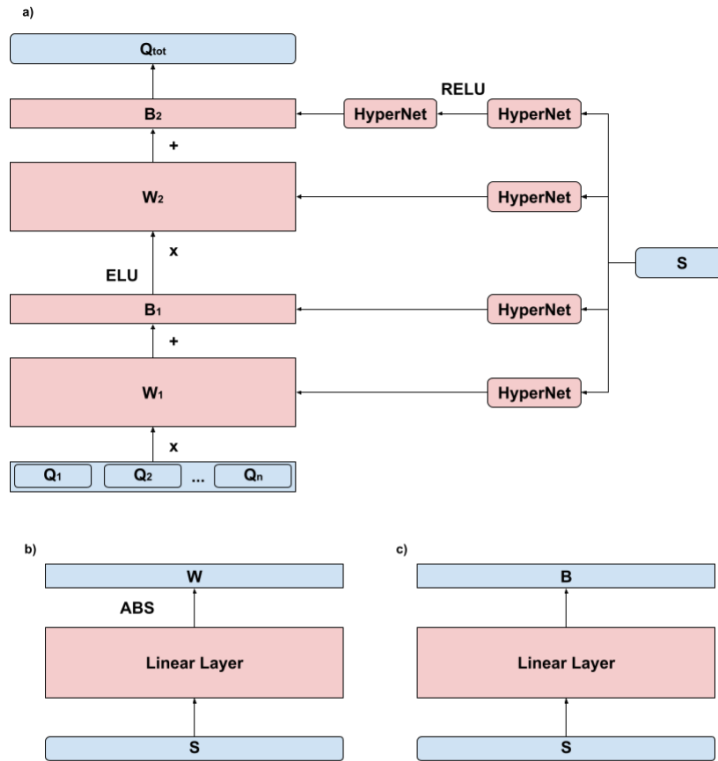 a)
Qtot
RELU
B2
HyperNet
HyperNet
+
W2
HyperNet
x
ELU
S
B1
HyperNet
+
W1
HyperNet
x
Q1 Q2 ... Qn
b) c)
W B
ABS
Linear Layer Linear Layer
S S